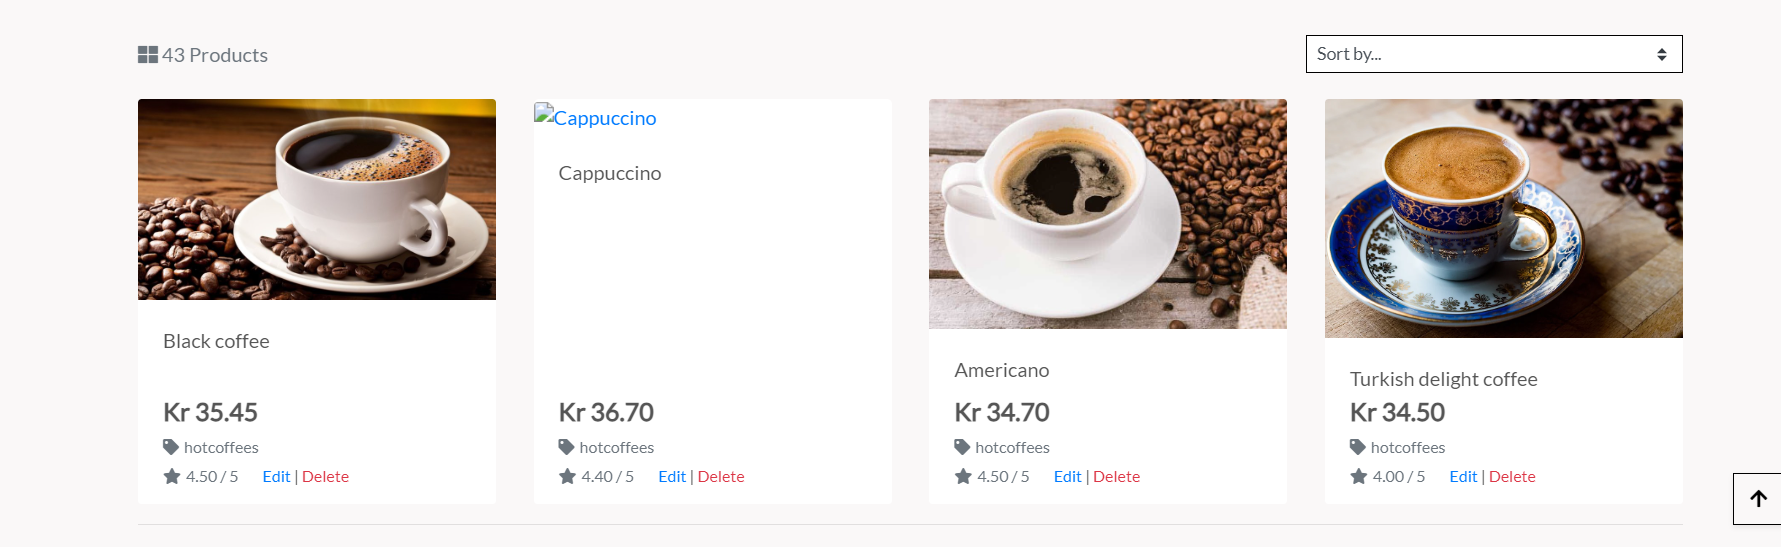 43 Products
Sort by...
Cappuccino
Black coffee
Kr 35.45
hotcoffees
4.50 / 5 Edit | Delete
Cappuccino
Kr 36.70
hotcoffees
4.40 / 5 Edit | Delete
Americano
Kr 34.70
hotcoffees
4.50 / 5 Edit | Delete
Turkish delight coffee
Kr 34.50
hotcoffees
4.00 / 5 Edit | Delete